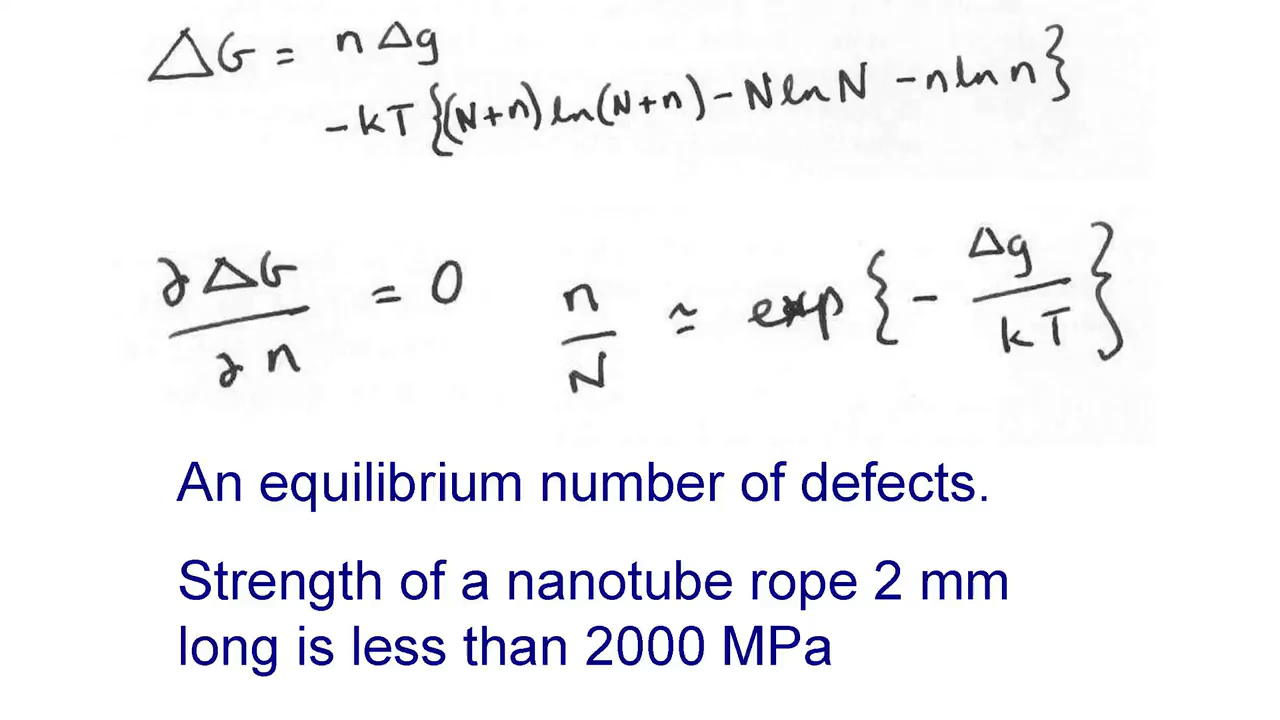 ΔG = nΔg
-kT {(N+n) ln(N+n) - N ln N - n ln n}
∂ΔG/∂n = 0 n/N ≃ exp{-Δg/kT}
An equilibrium number of defects.
Strength of a nanotube rope 2 mm
long is less than 2000 MPa